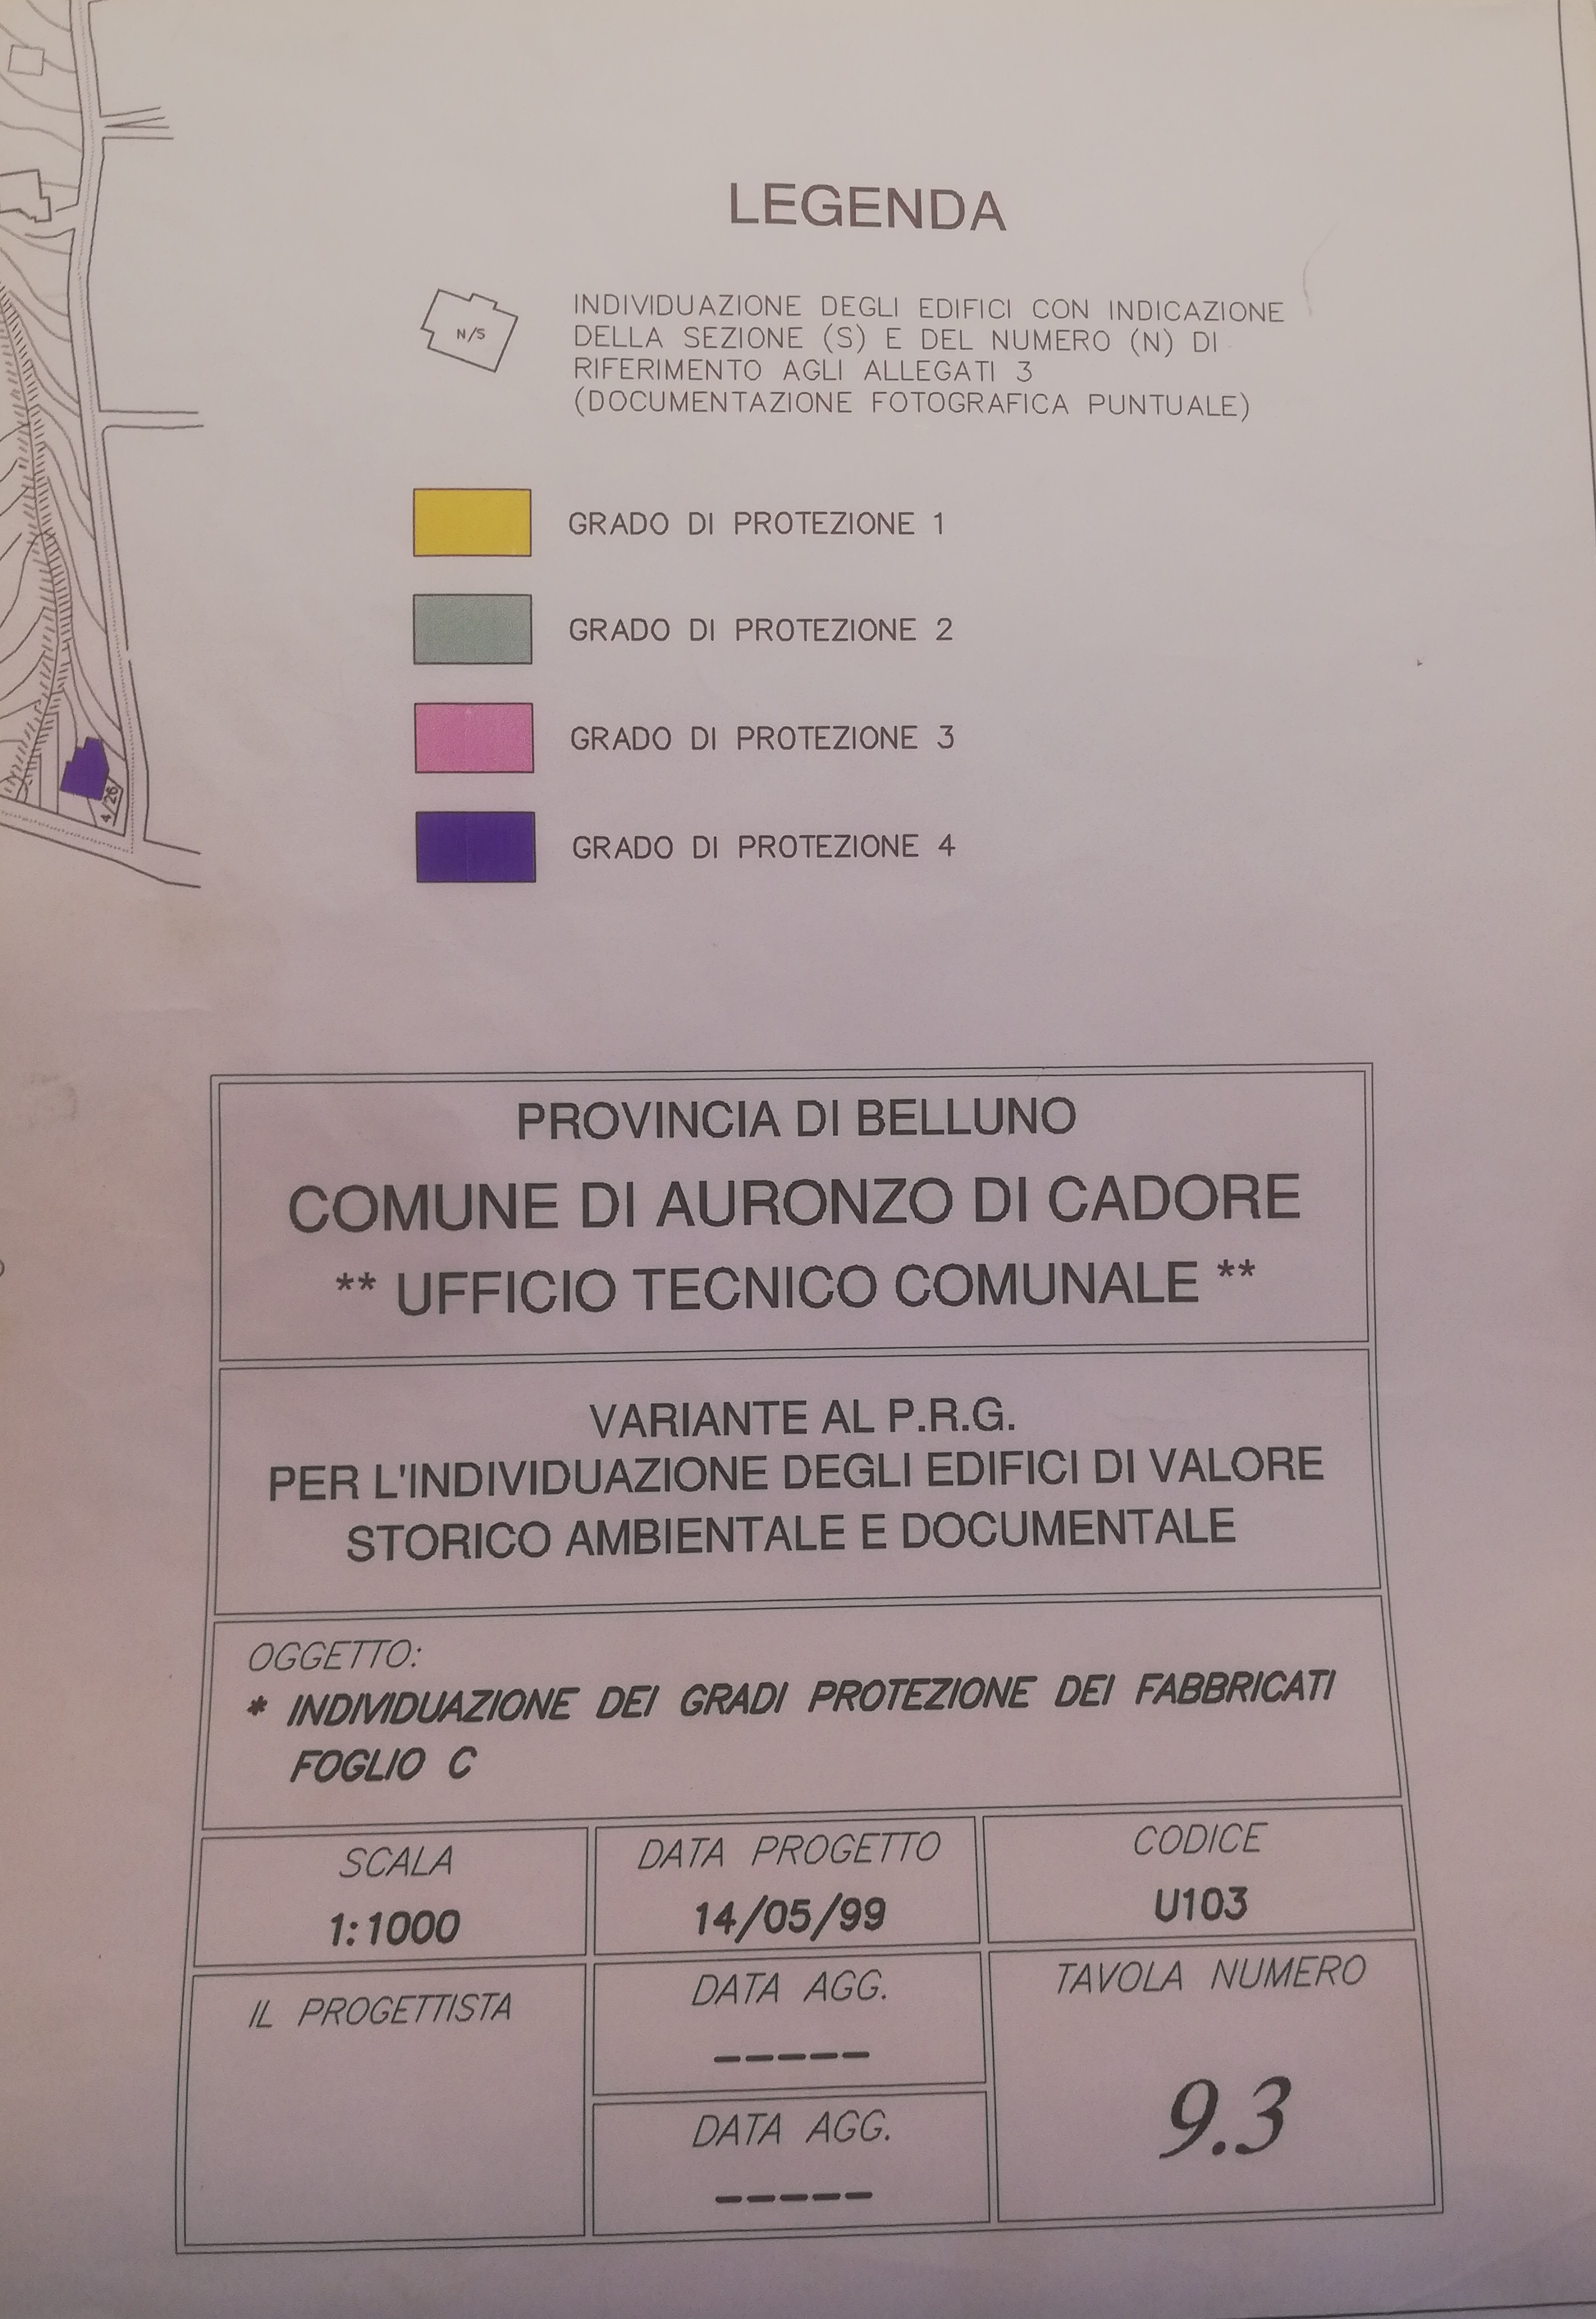 LEGENDA
N/S
INDIVIDUAZIONE DEGLI EDIFICI CON INDICAZIONE
DELLA SEZIONE (S) E DEL NUMERO (N) DI
RIFERIMENTO AGLI ALLEGATI 3
(DOCUMENTAZIONE FOTOGRAFICA PUNTUALE)
GRADO DI PROTEZIONE 1
GRADO DI PROTEZIONE 2
GRADO DI PROTEZIONE 3
GRADO DI PROTEZIONE 4
4/26
PROVINCIA DI BELLUNO
COMUNE DI AURONZO DI CADORE
** UFFICIO TECNICO COMUNALE **
VARIANTE AL P.R.G.
PER L'INDIVIDUAZIONE DEGLI EDIFICI DI VALORE
STORICO AMBIENTALE E DOCUMENTALE
OGGETTO:
* INDIVIDUAZIONE DEI GRADI PROTEZIONE DEI FABBRICATI
FOGLIO C
SCALA
1:1000
DATA PROGETTO
14/05/99
CODICE
U103
IL PROGETTISTA
DATA AGG.
-----
DATA AGG.
-----
TAVOLA NUMERO
9.3